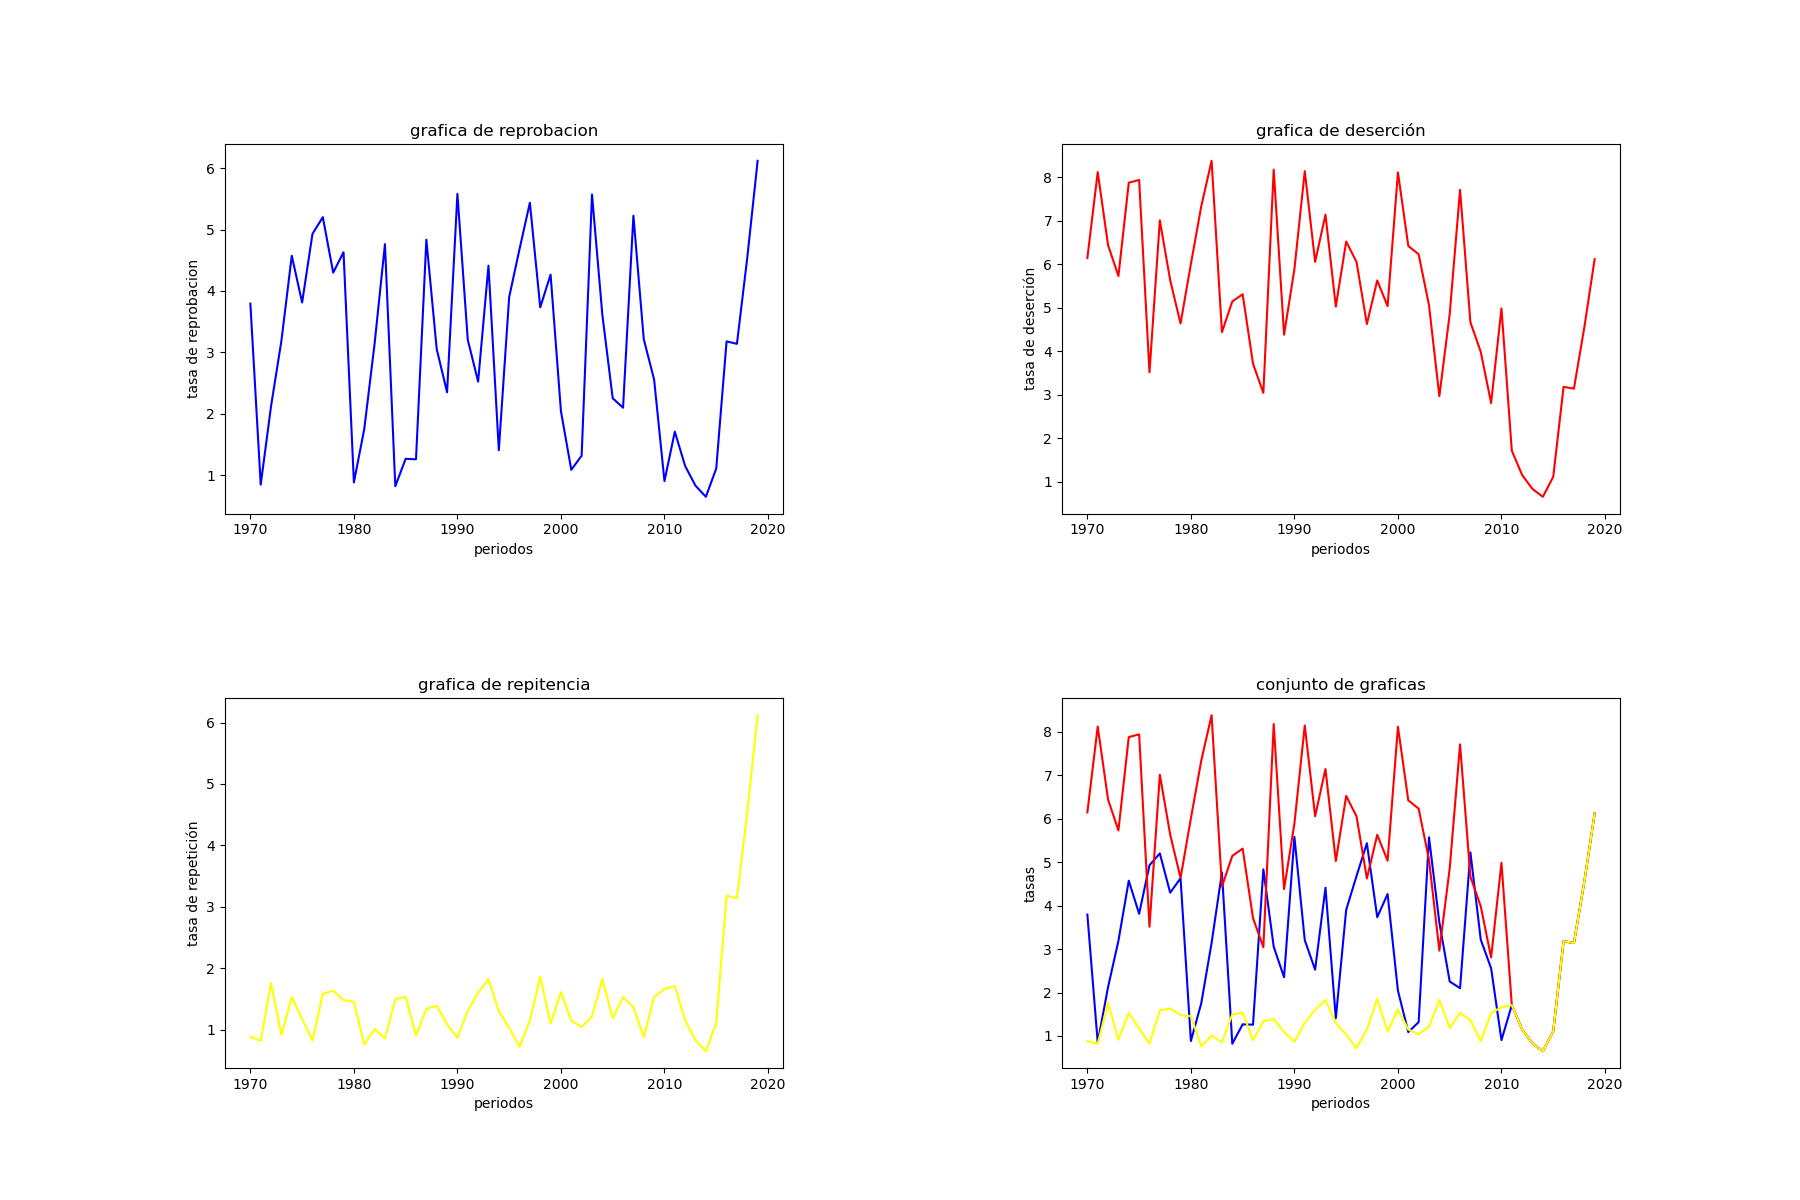 grafica de reprobacion
tasa de reprobacion
6
5
4
3
2
1
1970 1980 1990 2000 2010 2020
periodos
grafica de deserción
tasa de deserción
8
7
6
5
4
3
2
1
1970 1980 1990 2000 2010 2020
periodos
grafica de repitencia
tasa de repetición
6
5
4
3
2
1
1970 1980 1990 2000 2010 2020
periodos
conjunto de graficas
tasas
8
7
6
5
4
3
2
1
1970 1980 1990 2000 2010 2020
periodos